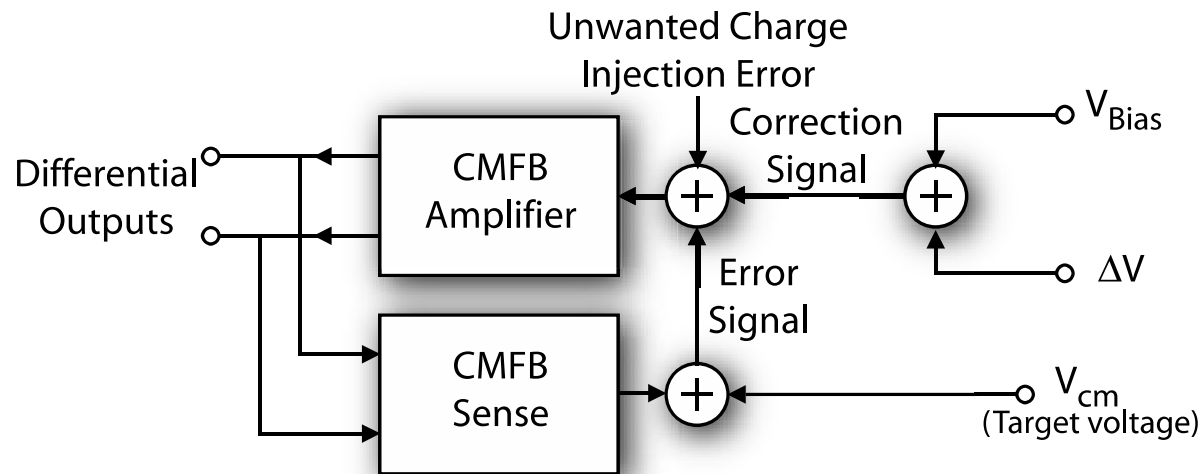 Unwanted Charge
Injection Error
Correction
Signal
V_Bias
Differential
Outputs
CMFB
Amplifier
Error
Signal
ΔV
CMFB
Sense
V_cm
(Target voltage)